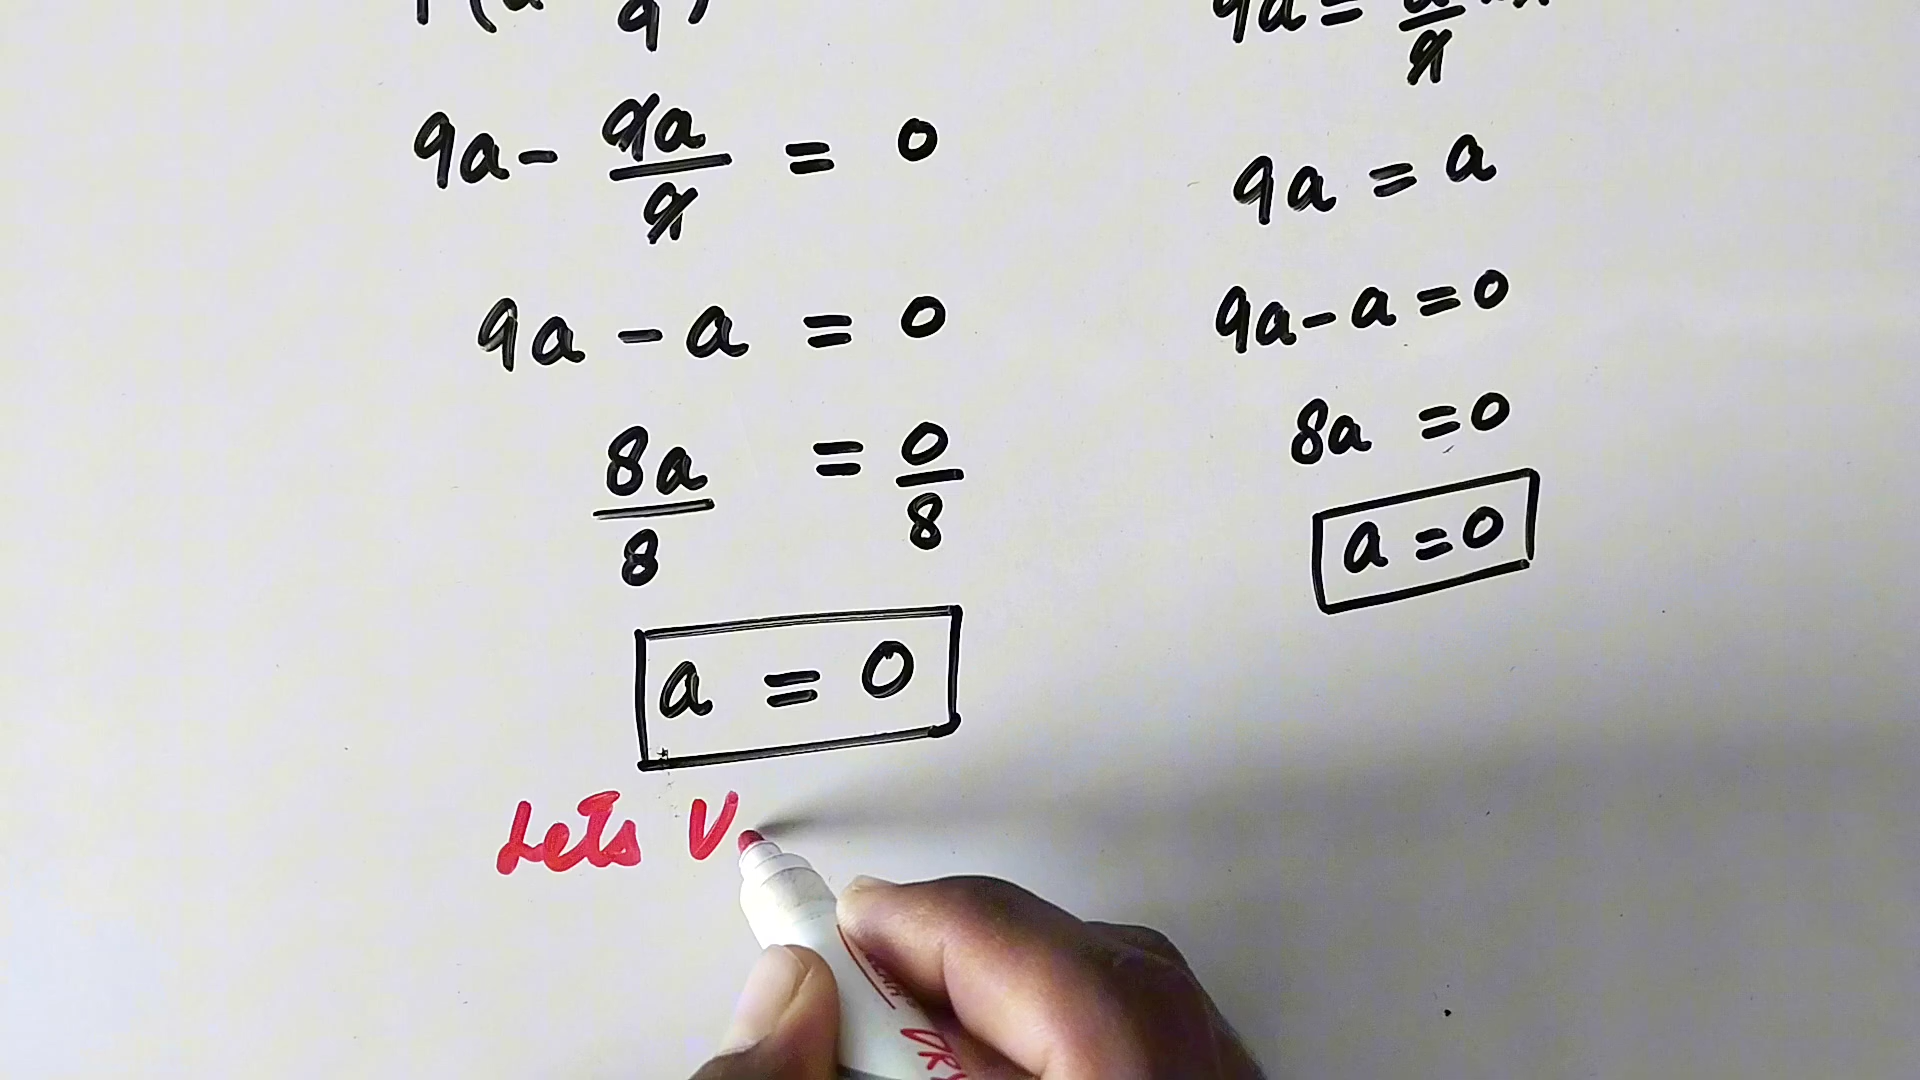 9a - 9a/9 = 0
9a - a = 0
8a/8 = 0/8
a = 0
Lets V
9a = a
9a - a = 0
8a = 0
a = 0